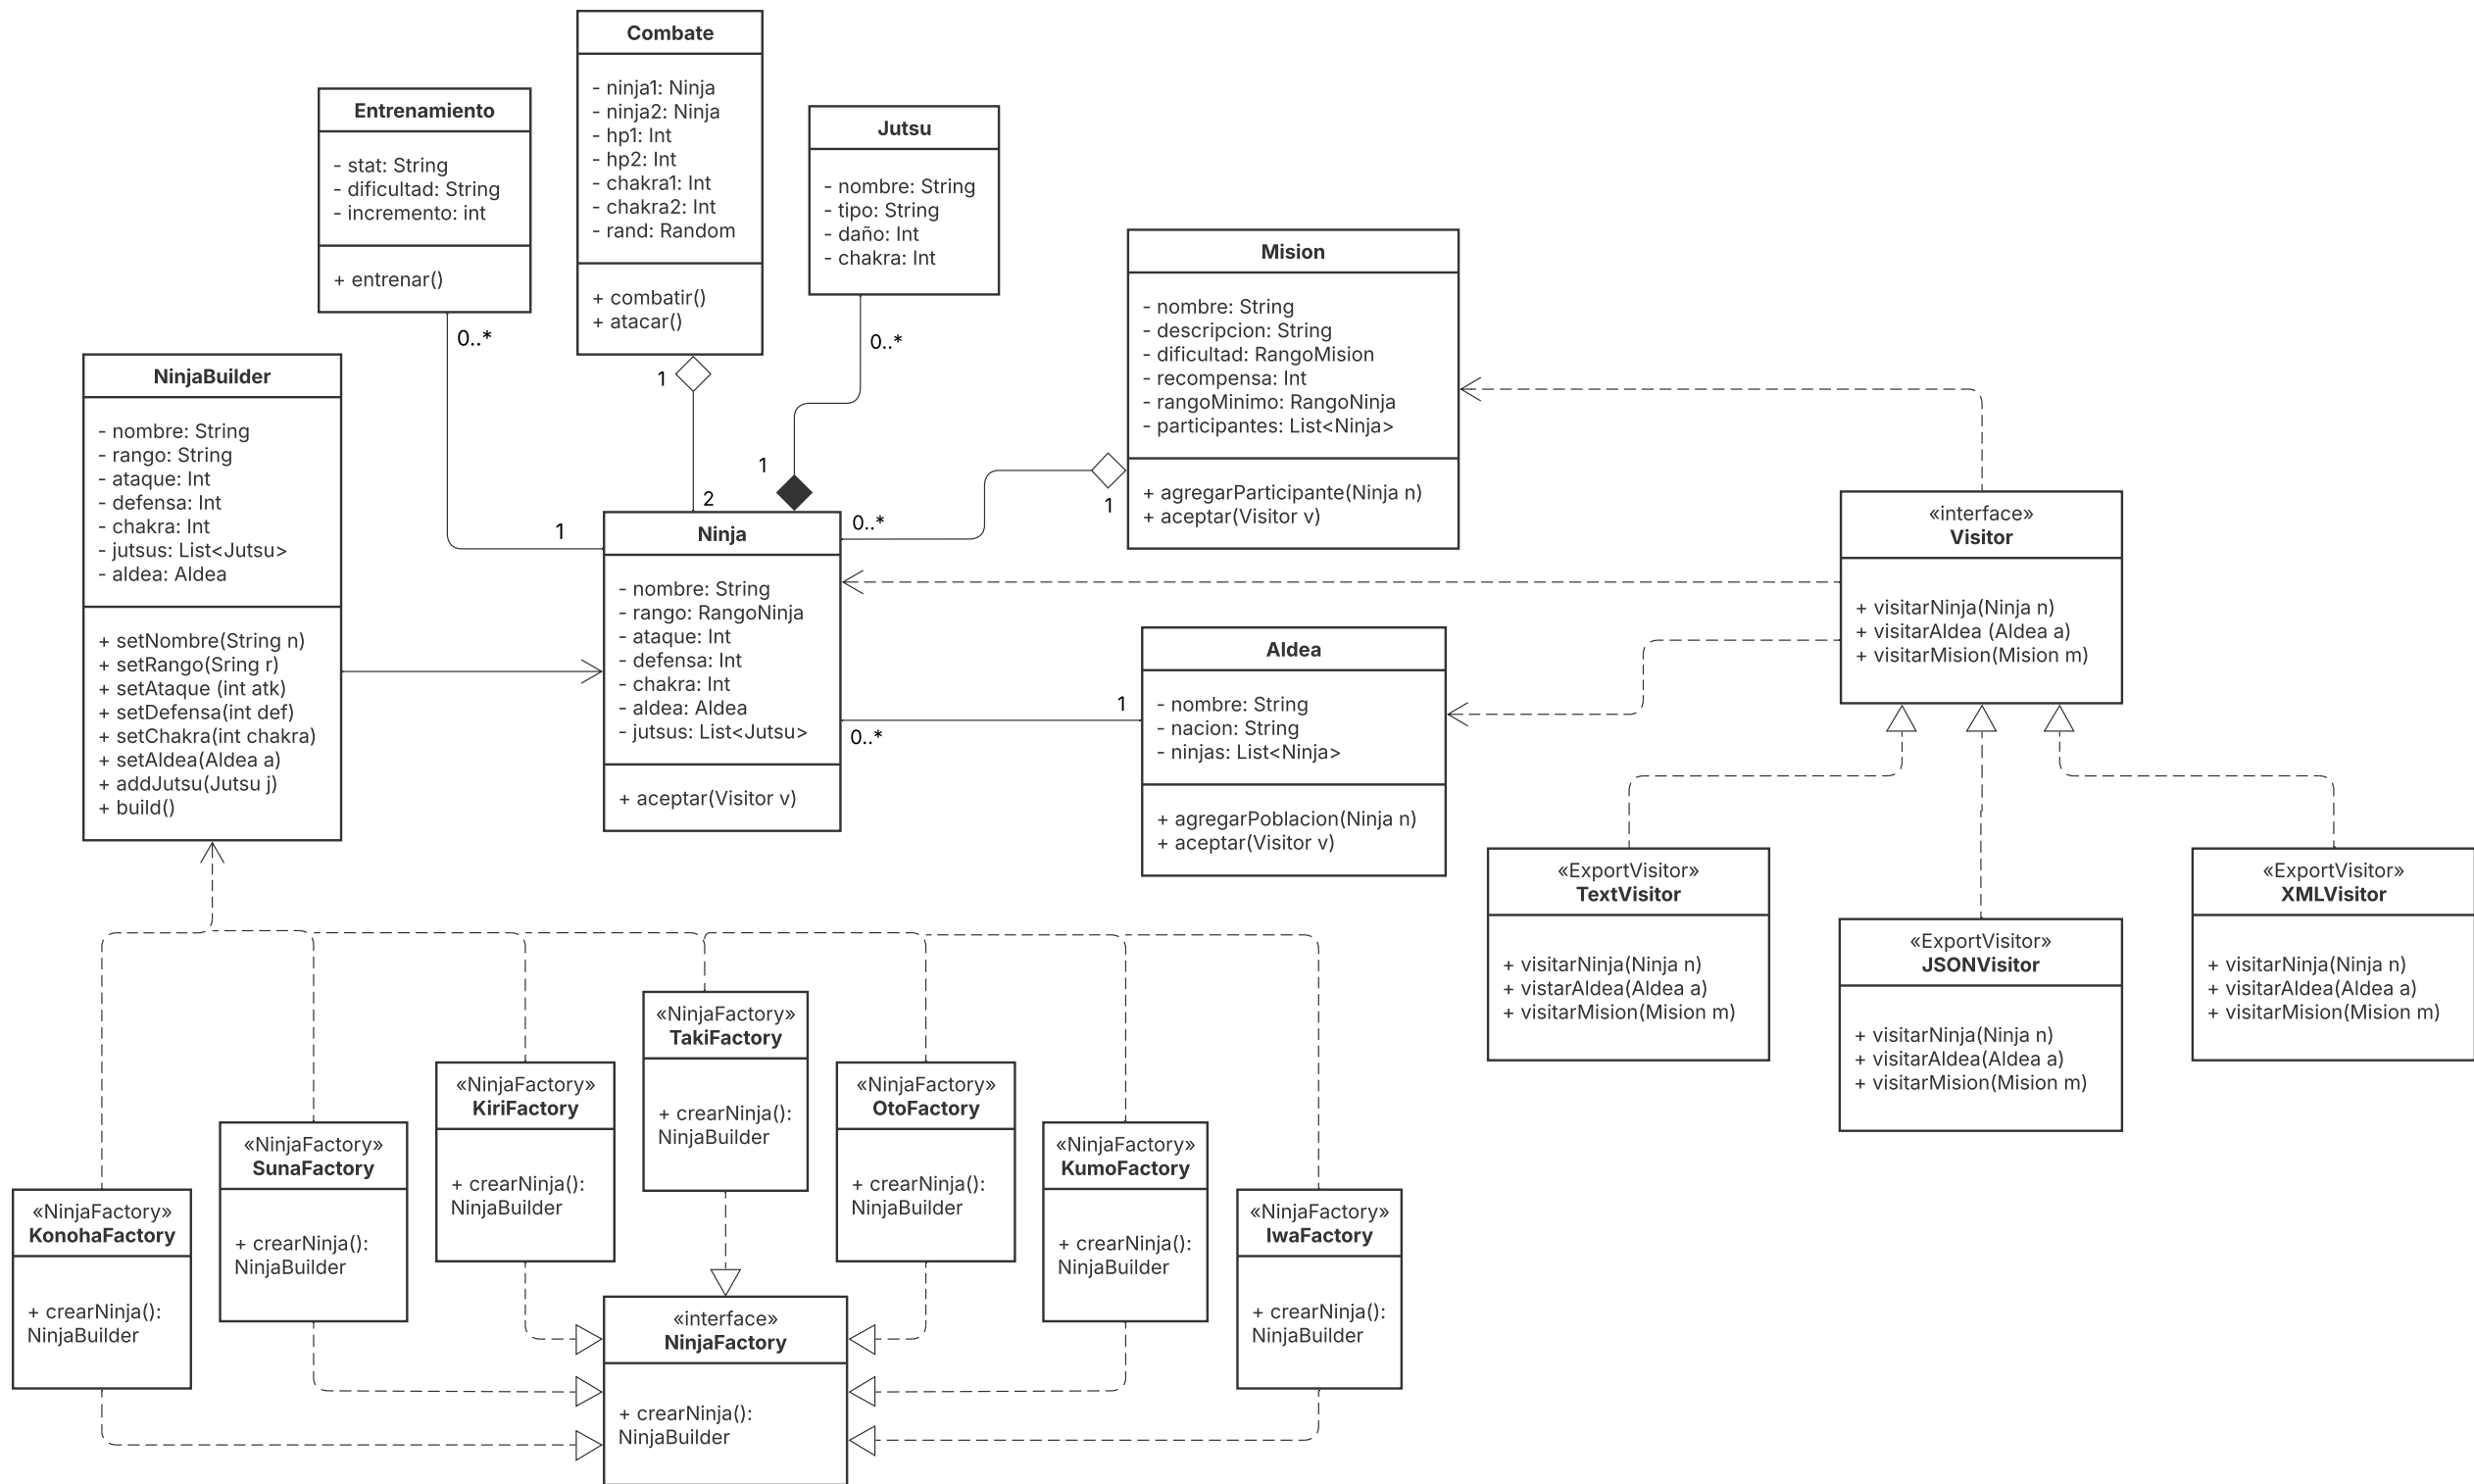 Combate
- ninja1: Ninja
- ninja2: Ninja
- hp1: Int
- hp2: Int
- chakra1: Int
- chakra2: Int
- rand: Random
+ combatir()
+ atacar()
Entrenamiento
- stat: String
- dificultad: String
- incremento: int
+ entrenar()
Jutsu
- nombre: String
- tipo: String
- daño: Int
- chakra: Int
Mision
- nombre: String
- descripcion: String
- dificultad: RangoMision
- recompensa: Int
- rangoMinimo: RangoNinja
- participantes: List<Ninja>
+ agregarParticipante(Ninja n)
+ aceptar(Visitor v)
0..*
0..*
1
1
2
1
0..*
1
1
NinjaBuilder
- nombre: String
- rango: String
- ataque: Int
- defensa: Int
- chakra: Int
- jutsus: List<Jutsu>
- aldea: Aldea
+ setNombre(String n)
+ setRango(Sring r)
+ setAtaque (int atk)
+ setDefensa(int def)
+ setChakra(int chakra)
+ setAldea(Aldea a)
+ addJutsu(Jutsu j)
+ build()
Ninja
- nombre: String
- rango: RangoNinja
- ataque: Int
- defensa: Int
- chakra: Int
- aldea: Aldea
- jutsus: List<Jutsu>
+ aceptar(Visitor v)
0..*
1
Aldea
- nombre: String
- nacion: String
- ninjas: List<Ninja>
+ agregarPoblacion(Ninja n)
+ aceptar(Visitor v)
«interface»
Visitor
+ visitarNinja(Ninja n)
+ visitarAldea (Aldea a)
+ visitarMision(Mision m)
«ExportVisitor»
TextVisitor
+ visitarNinja(Ninja n)
+ vistarAldea(Aldea a)
+ visitarMision(Mision m)
«ExportVisitor»
JSONVisitor
+ visitarNinja(Ninja n)
+ visitarAldea(Aldea a)
+ visitarMision(Mision m)
«ExportVisitor»
XMLVisitor
+ visitarNinja(Ninja n)
+ visitarAldea(Aldea a)
+ visitarMision(Mision m)
«NinjaFactory»
KonohaFactory
+ crearNinja():
NinjaBuilder
«NinjaFactory»
SunaFactory
+ crearNinja():
NinjaBuilder
«NinjaFactory»
KiriFactory
+ crearNinja():
NinjaBuilder
«NinjaFactory»
TakiFactory
+ crearNinja():
NinjaBuilder
«NinjaFactory»
OtoFactory
+ crearNinja():
NinjaBuilder
«NinjaFactory»
KumoFactory
+ crearNinja():
NinjaBuilder
«NinjaFactory»
IwaFactory
+ crearNinja():
NinjaBuilder
«interface»
NinjaFactory
+ crearNinja():
NinjaBuilder